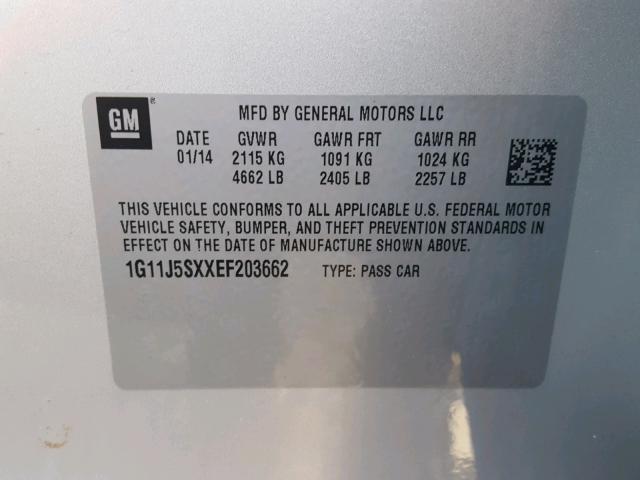 GM®
MFD BY GENERAL MOTORS LLC
DATE GVWR GAWR FRT GAWR RR
01/14 2115 KG 1091 KG 1024 KG
4662 LB 2405 LB 2257 LB
THIS VEHICLE CONFORMS TO ALL APPLICABLE U.S. FEDERAL MOTOR
VEHICLE SAFETY, BUMPER, AND THEFT PREVENTION STANDARDS IN
EFFECT ON THE DATE OF MANUFACTURE SHOWN ABOVE.
1G11J5SXXEF203662 TYPE: PASS CAR